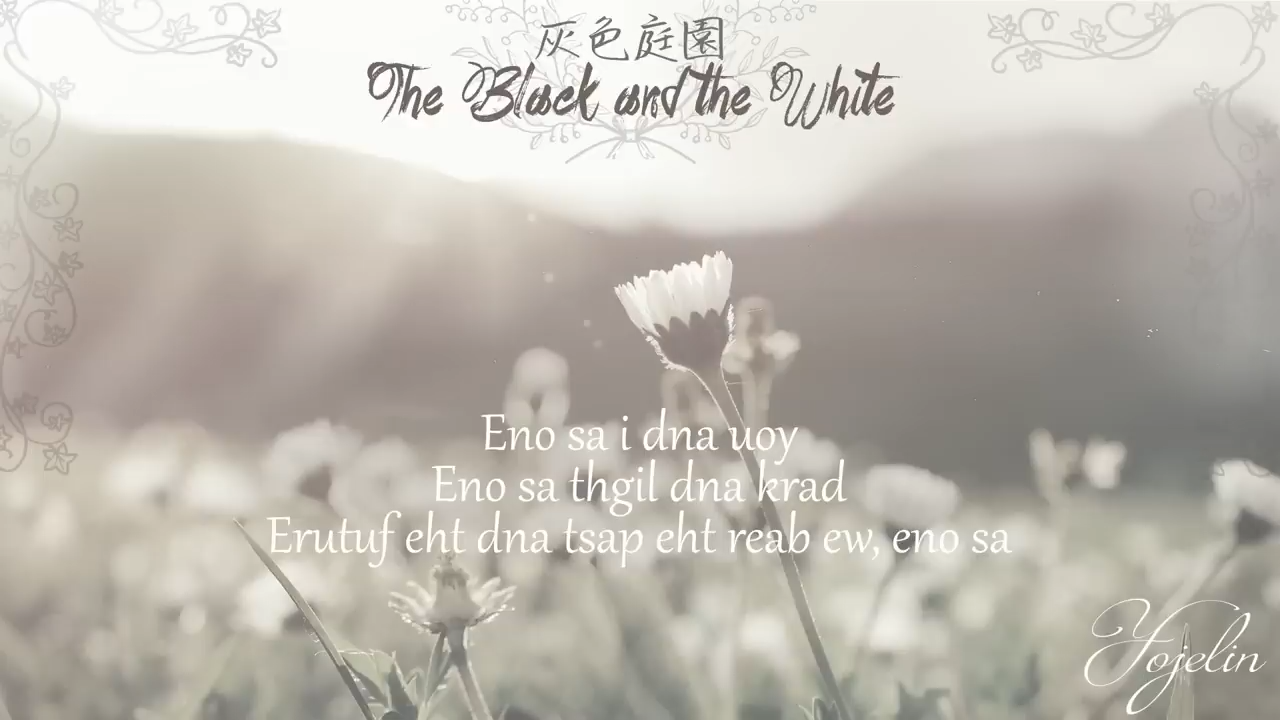 灰色庭園
The Black and the White
Eno sa i dna uoy
Eno sa thgil dna krad
Erutuf eht dna tsap eht reab ew, eno sa
Yojelin